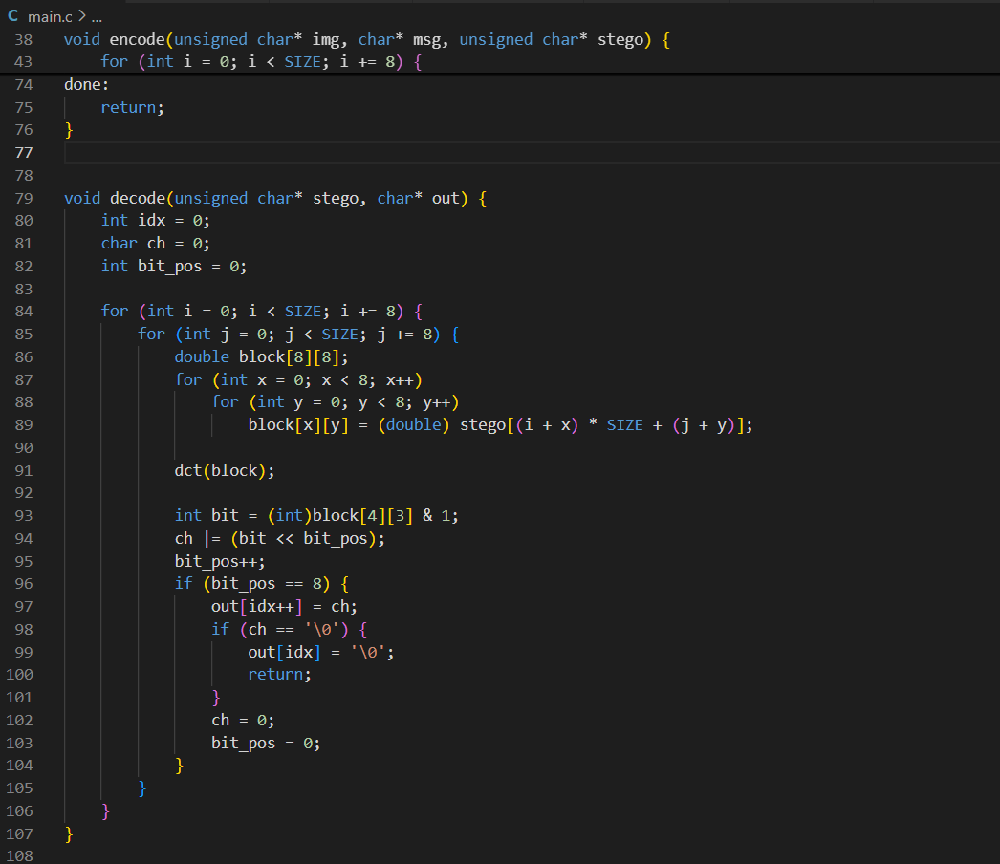 C main.c > ...
38 void encode(unsigned char* img, char* msg, unsigned char* stego) {
43 for (int i = 0; i < SIZE; i += 8) {
74 done:
75 return;
76 }
77
78
79 void decode(unsigned char* stego, char* out) {
80 int idx = 0;
81 char ch = 0;
82 int bit_pos = 0;
83
84 for (int i = 0; i < SIZE; i += 8) {
85 for (int j = 0; j < SIZE; j += 8) {
86 double block[8][8];
87 for (int x = 0; x < 8; x++)
88 for (int y = 0; y < 8; y++)
89 block[x][y] = (double) stego[(i + x) * SIZE + (j + y)];
90
91 dct(block);
92
93 int bit = (int)block[4][3] & 1;
94 ch |= (bit << bit_pos);
95 bit_pos++;
96 if (bit_pos == 8) {
97 out[idx++] = ch;
98 if (ch == '\0') {
99 out[idx] = '\0';
100 return;
101 }
102 ch = 0;
103 bit_pos = 0;
104 }
105 }
106 }
107 }
108